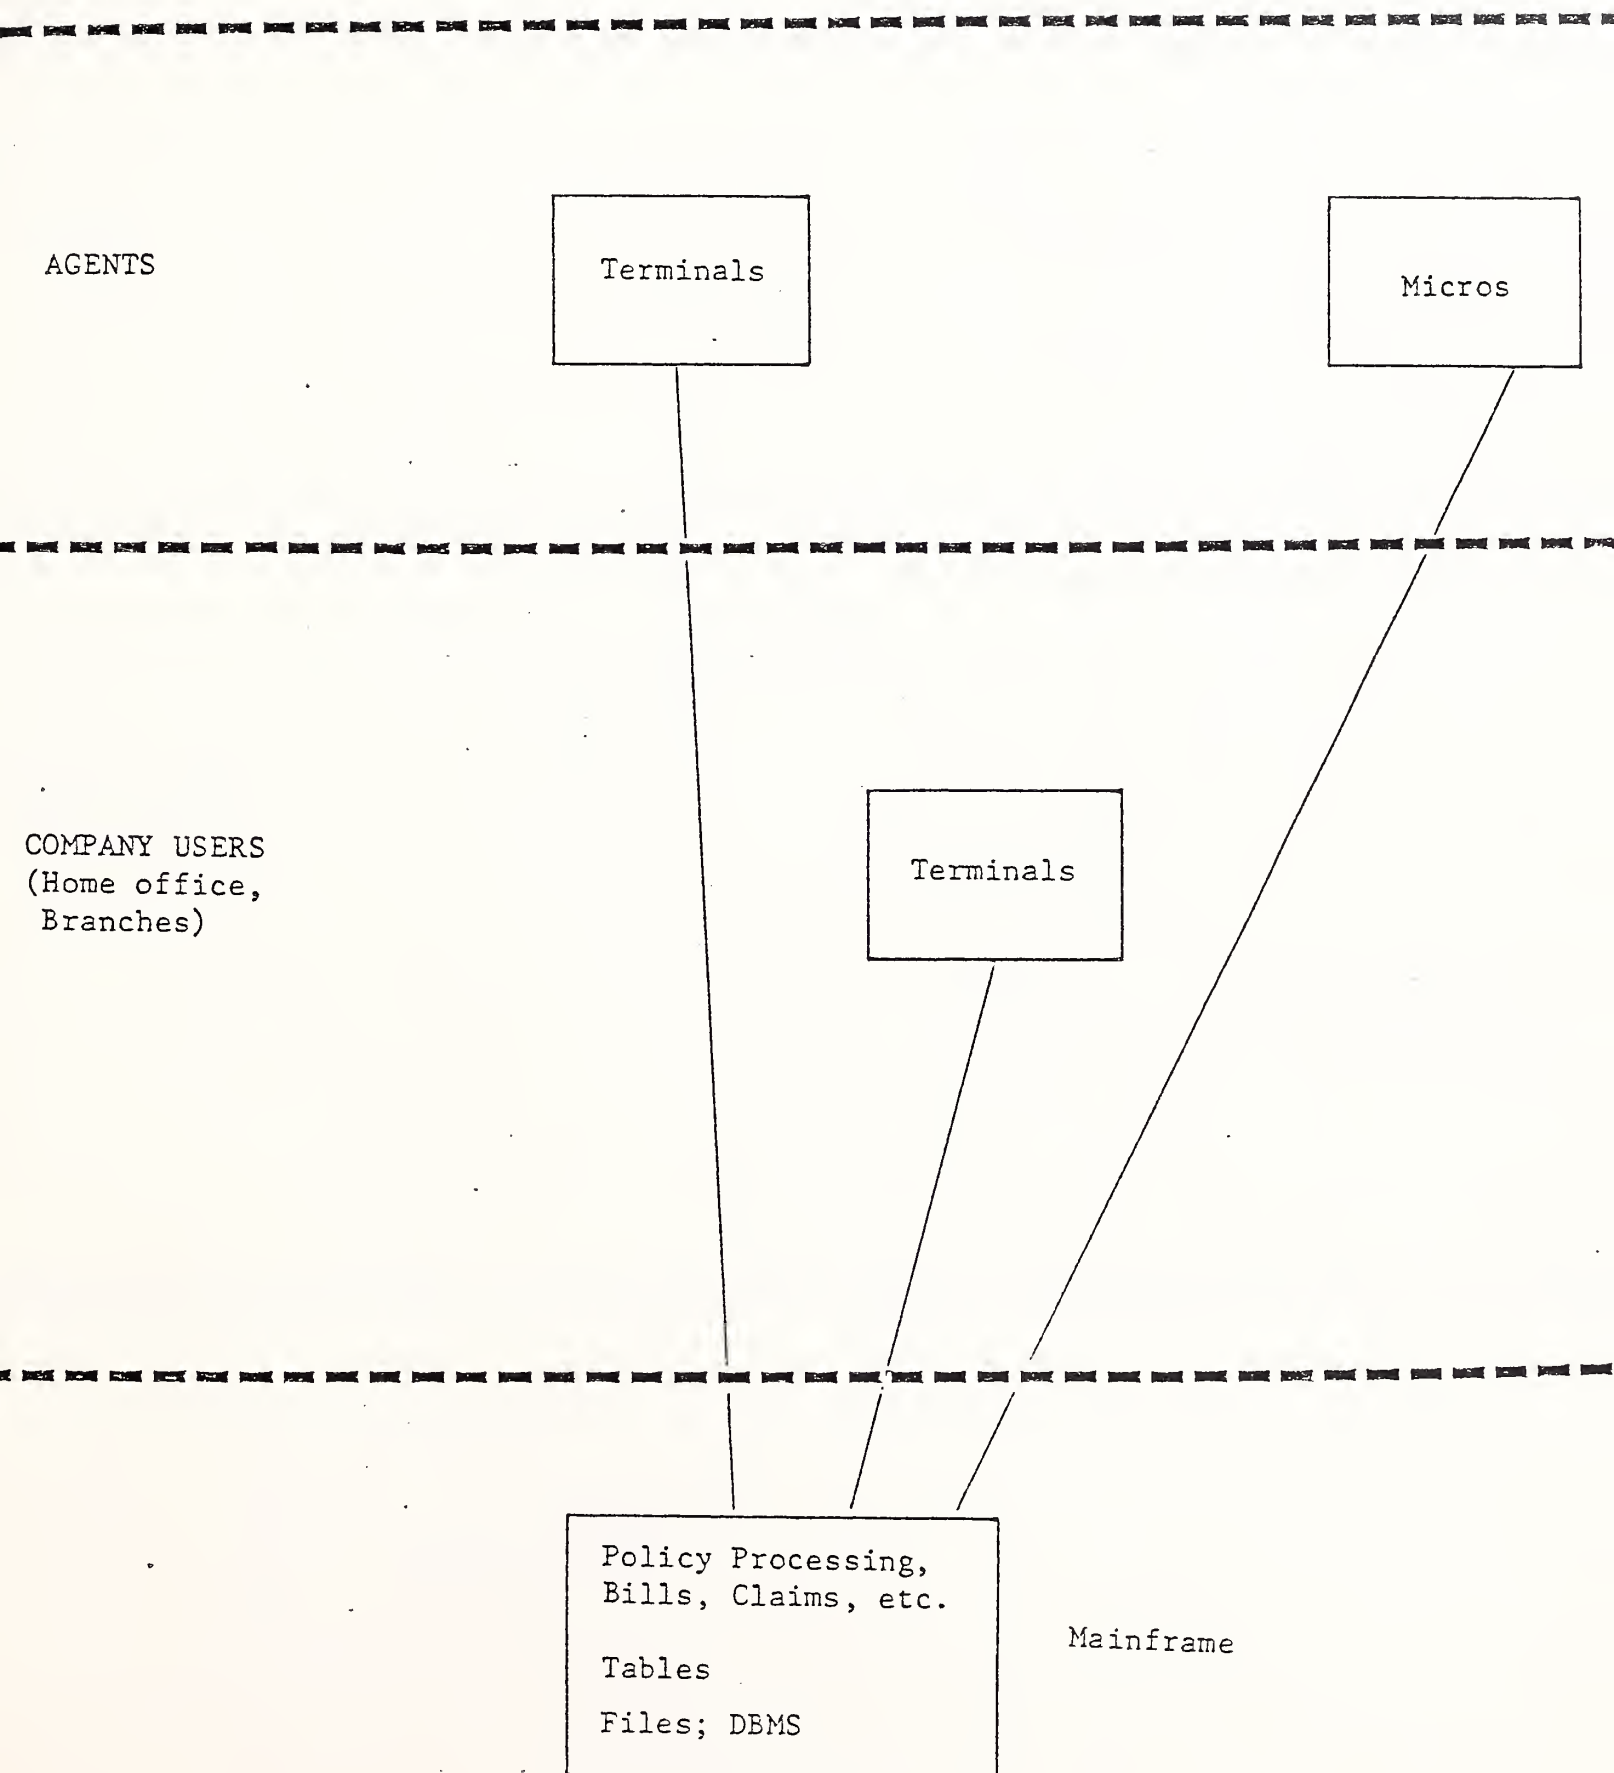 AGENTS
Terminals
Micros
COMPANY USERS
(Home office,
Branches)
Terminals
Policy Processing,
Bills, Claims, etc.
Tables
Files; DBMS
Mainframe